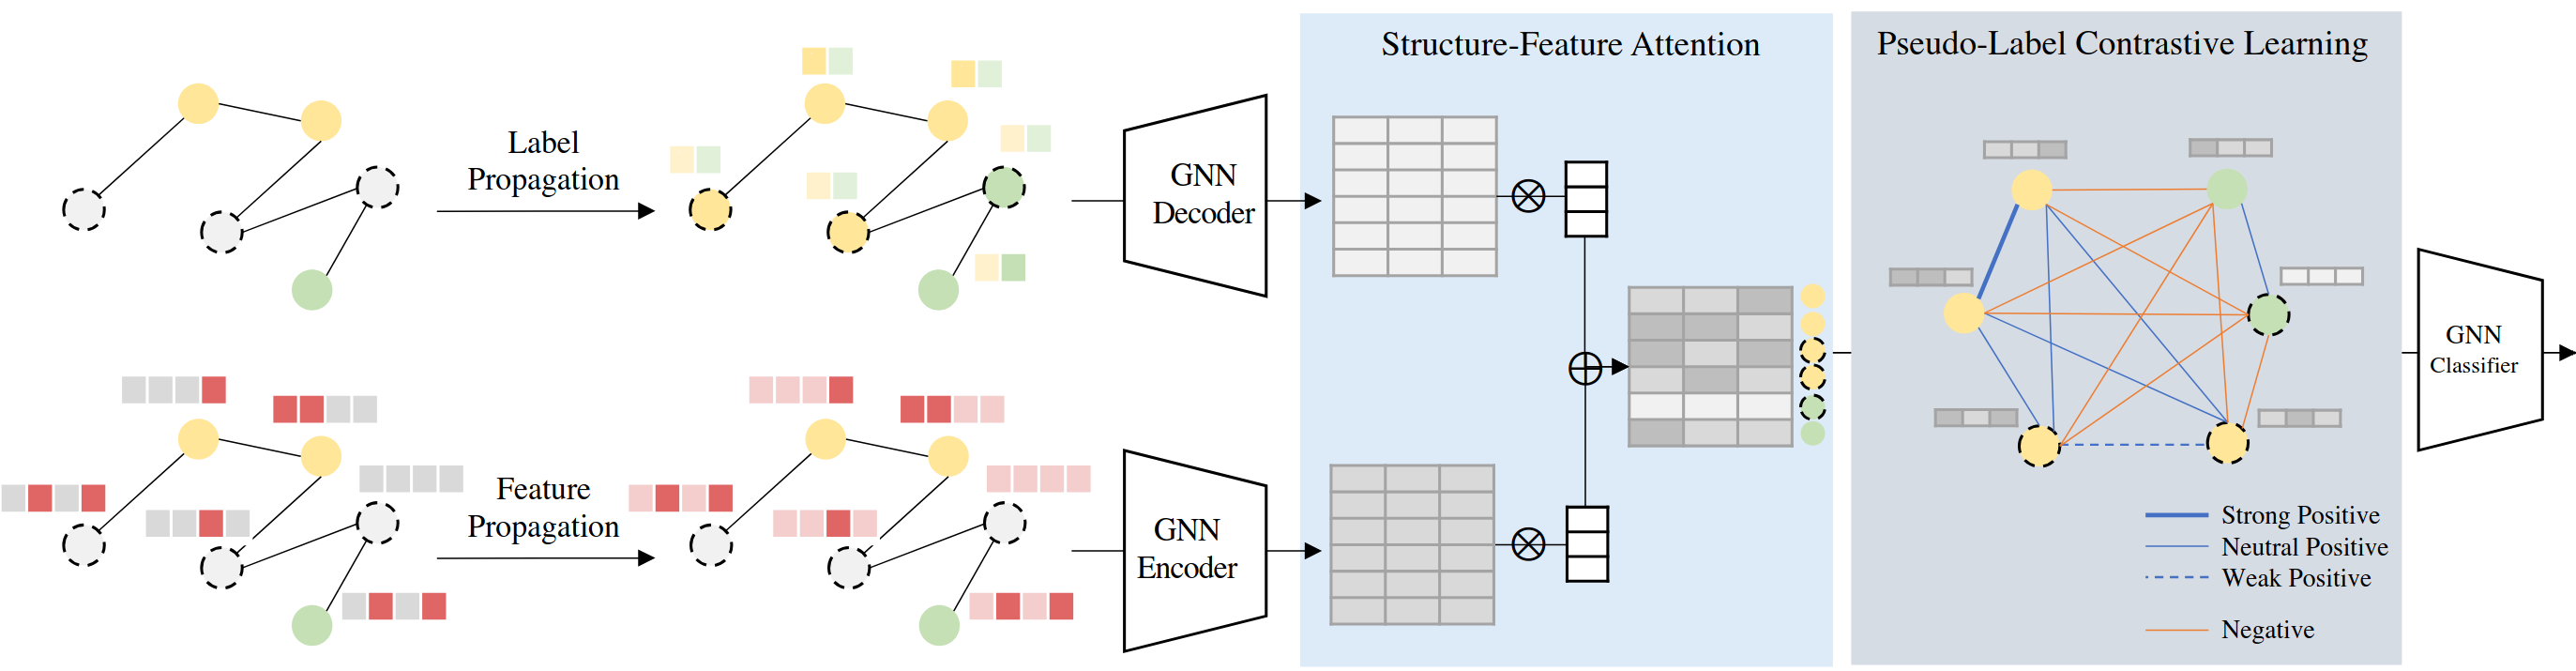 Label
Propagation
GNN
Decoder
Structure-Feature Attention
Pseudo-Label Contrastive Learning
Feature
Propagation
GNN
Encoder
Strong Positive
Neutral Positive
Weak Positive
Negative
GNN
Classifier